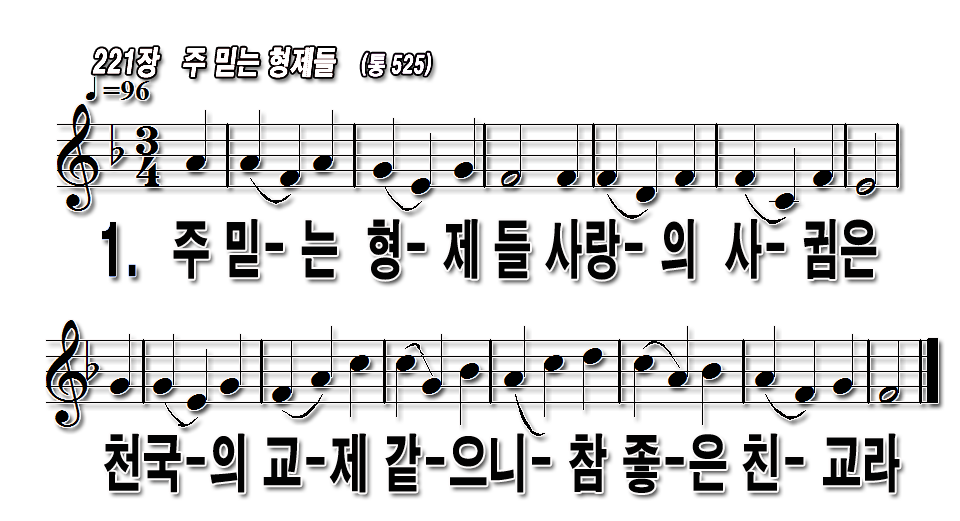 221장 주 믿는 형제들 (통 525)
♩=96
3
4
1. 주 믿- 는 형- 제 들 사랑- 의 사- 귐은
천국-의 교-제 같-으니- 참 좋-은 친- 교라